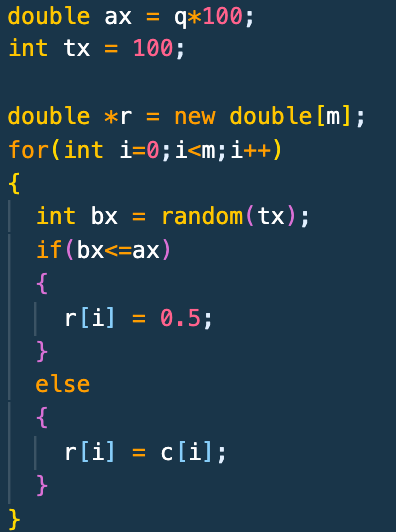 double ax = q*100;
int tx = 100;

double *r = new double[m];
for(int i=0;i<m;i++)
{
  int bx = random(tx);
  if(bx<=ax)
  {
    r[i] = 0.5;
  }
  else
  {
    r[i] = c[i];
  }
}